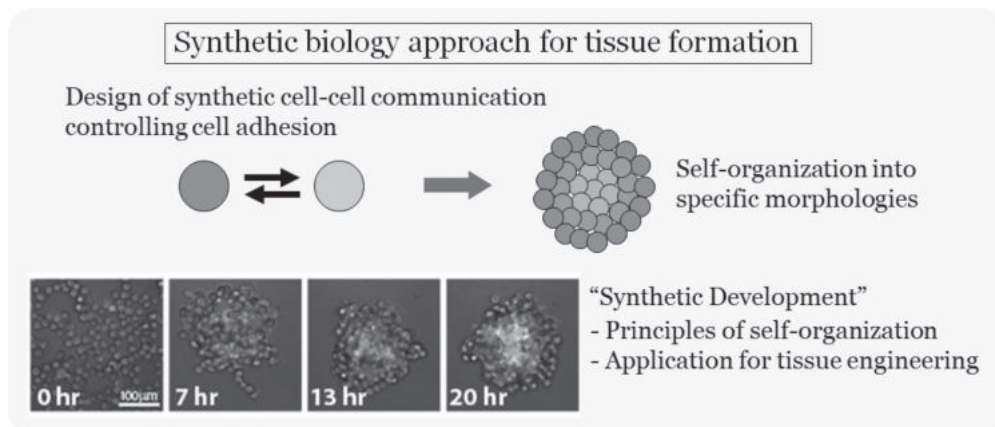 Synthetic biology approach for tissue formation
Design of synthetic cell-cell communication
controlling cell adhesion
Self-organization into
specific morphologies
0 hr
100μm
7 hr
13 hr
20 hr
“Synthetic Development”
- Principles of self-organization
- Application for tissue engineering